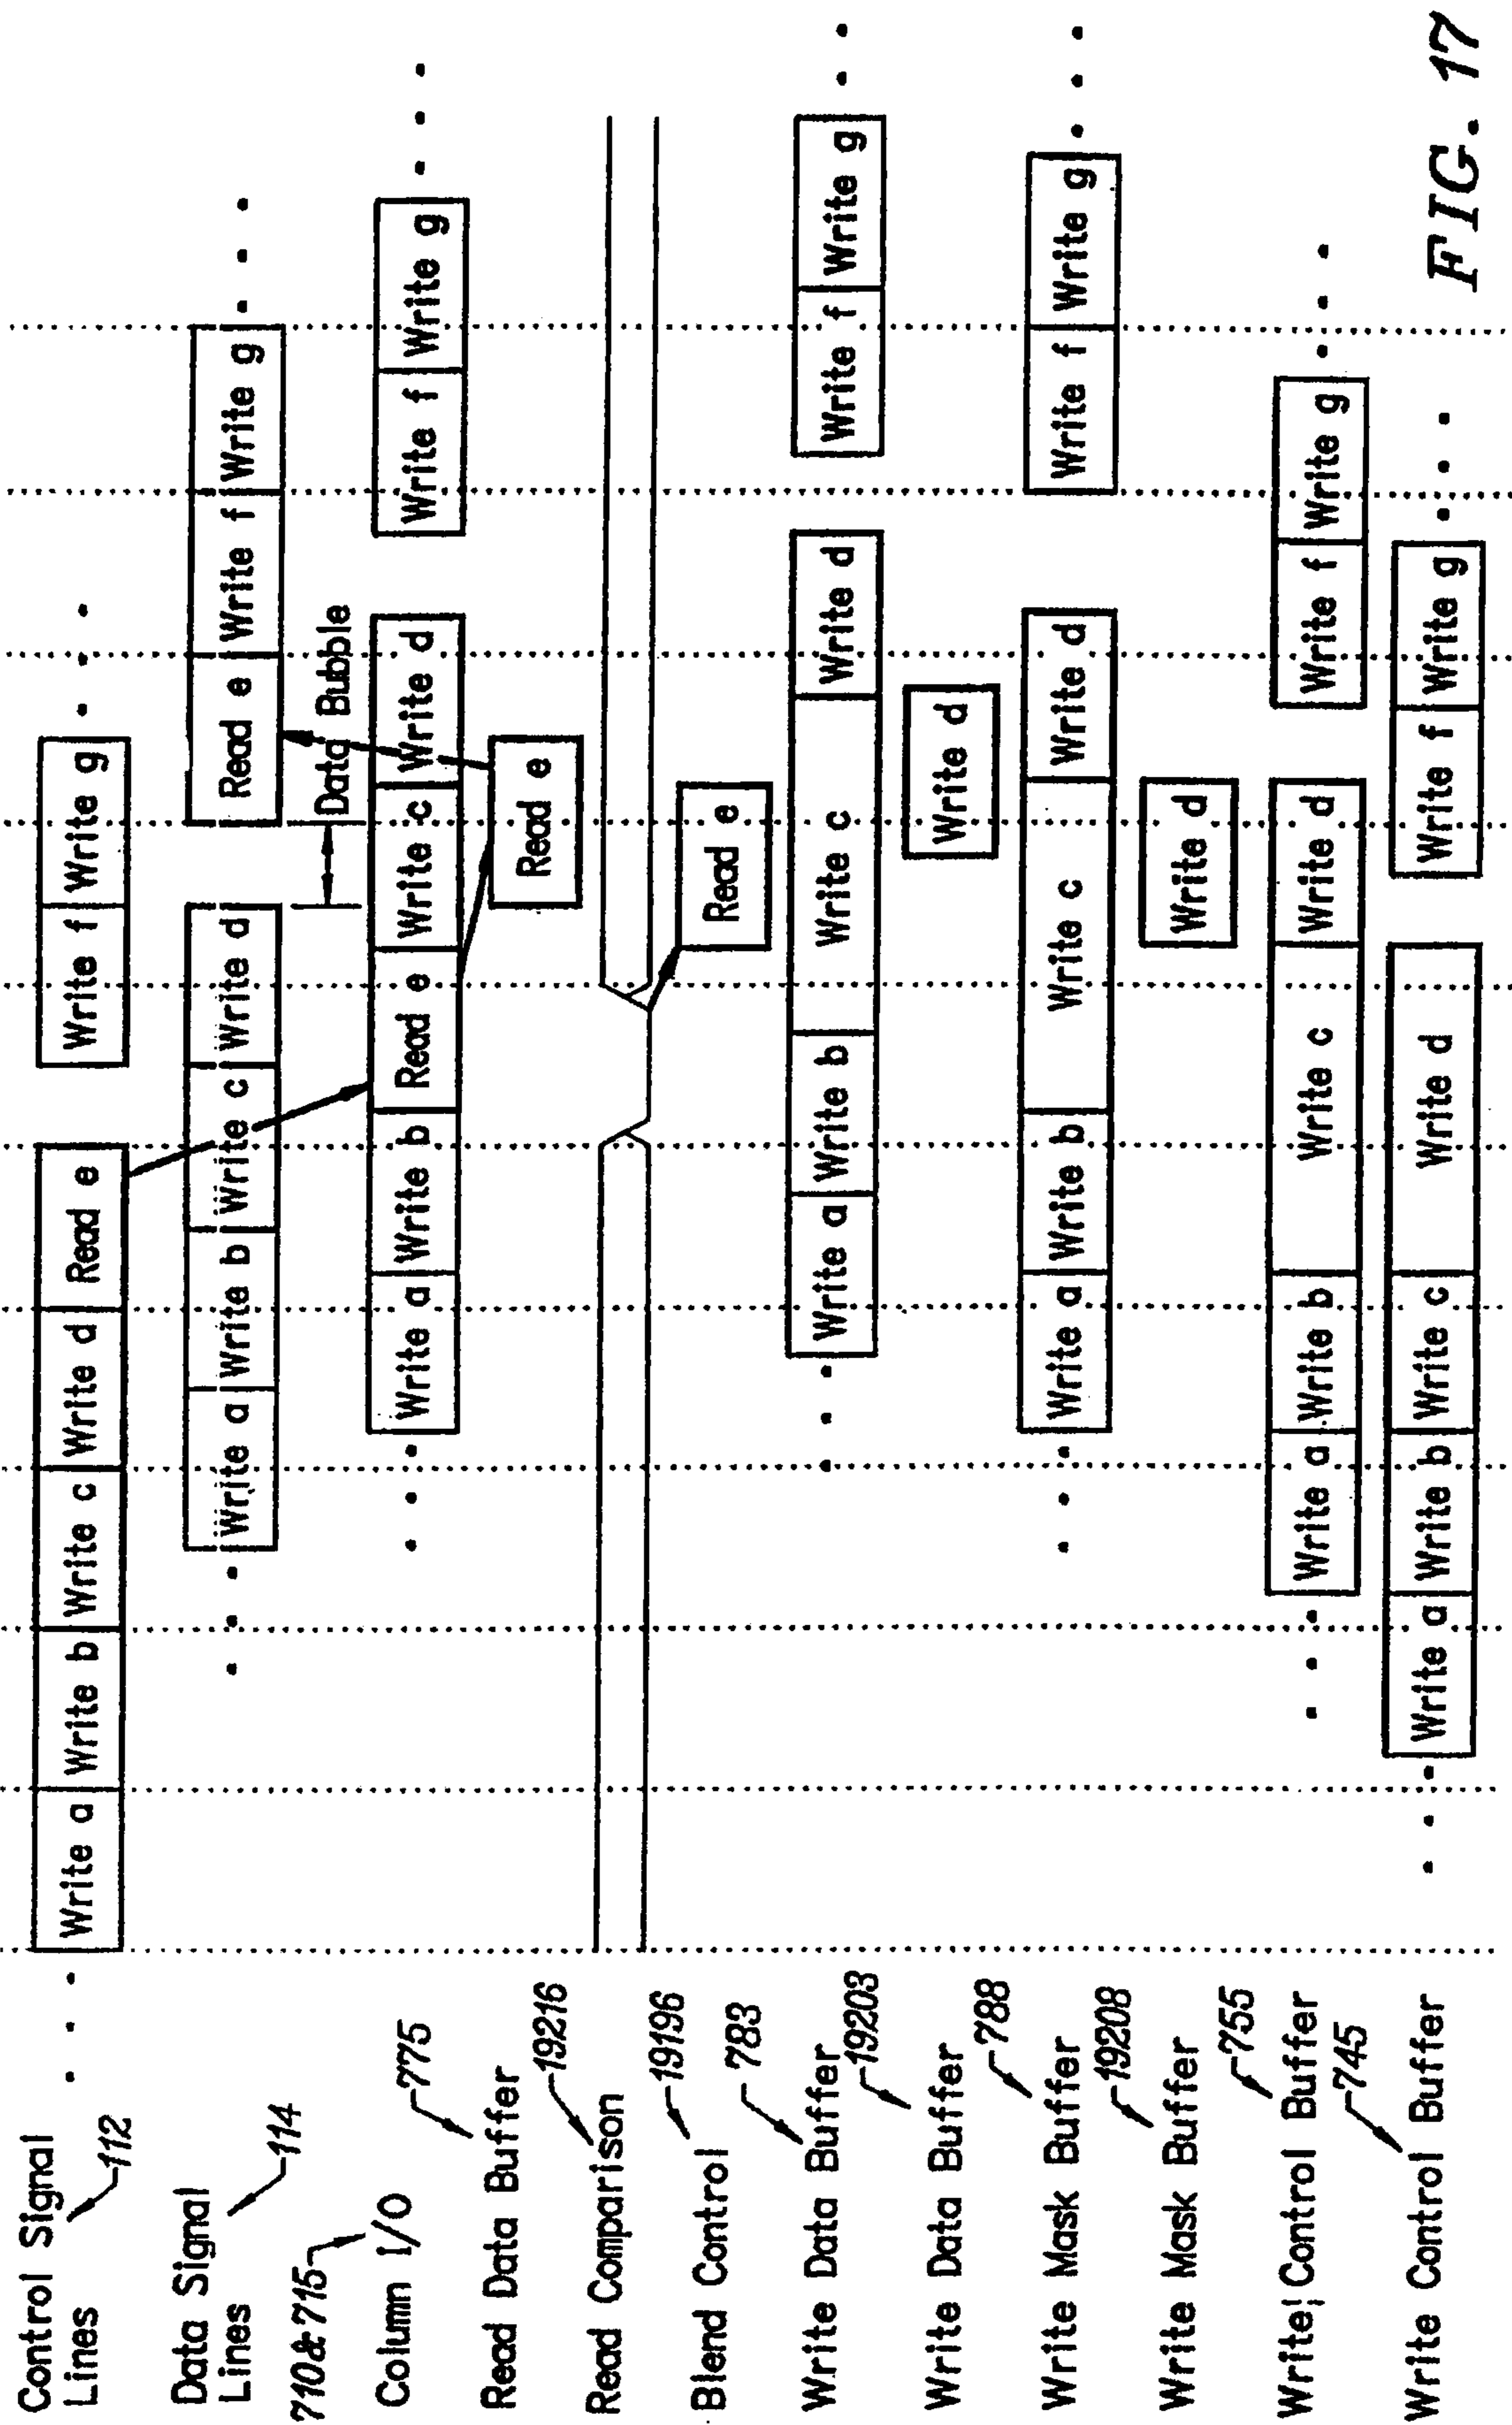 Control Signal
Lines
112
. . . Write a Write b Write c Write d Read e Write f Write g . . .
Data Signal
Lines
114
. . . Write a Write b Write c Write d Read e Write f Write g . . .
Data Bubble
710&715
Column I/O
. . . Write a Write b Read e Write c Write d Write f Write g . . .
775
Read Data Buffer
Read e
19216
Read Comparison
19196
Blend Control
Read e
783
Write Data Buffer
. . . Write a Write b Write c Write d Write f Write g . . .
19203
Write Data Buffer
Write d
788
Write Mask Buffer
. . . Write a Write b Write c Write d Write f Write g . . .
19208
Write Mask Buffer
Write d
755
Write Control Buffer
. . . Write a Write b Write c Write d Write f Write g . . .
745
Write Control Buffer
. . . Write a Write b Write c Write d Write f Write g . . .
FIG. 17